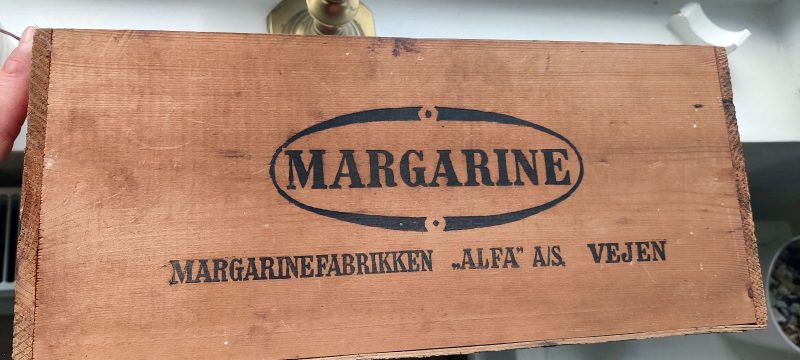 MARGARINE
MARGARINEFABRIKKEN „ALFA” A/S. VEJEN